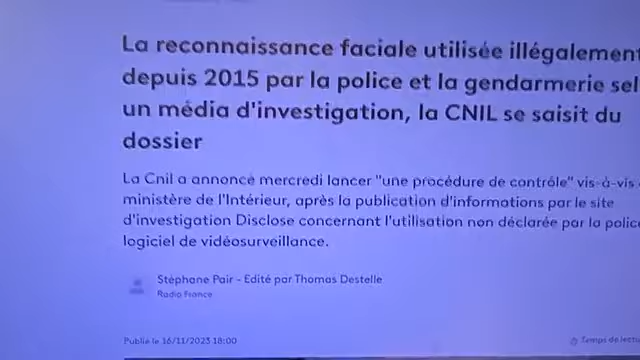 La reconnaissance faciale utilisée illégalement
depuis 2015 par la police et la gendarmerie sel
un média d'investigation, la CNIL se saisit du
dossier
La Cnil a annoncé mercredi lancer "une procédure de contrôle" vis-à-vis
ministère de l'Intérieur, après la publication d'informations par le site
d'investigation Disclose concernant l'utilisation non déclarée par la police
logiciel de vidéosurveillance.
Stéphane Pair - Edité par Thomas Destelle
Radio France
Publié le 16/11/2023 18:00
Temps de lectu